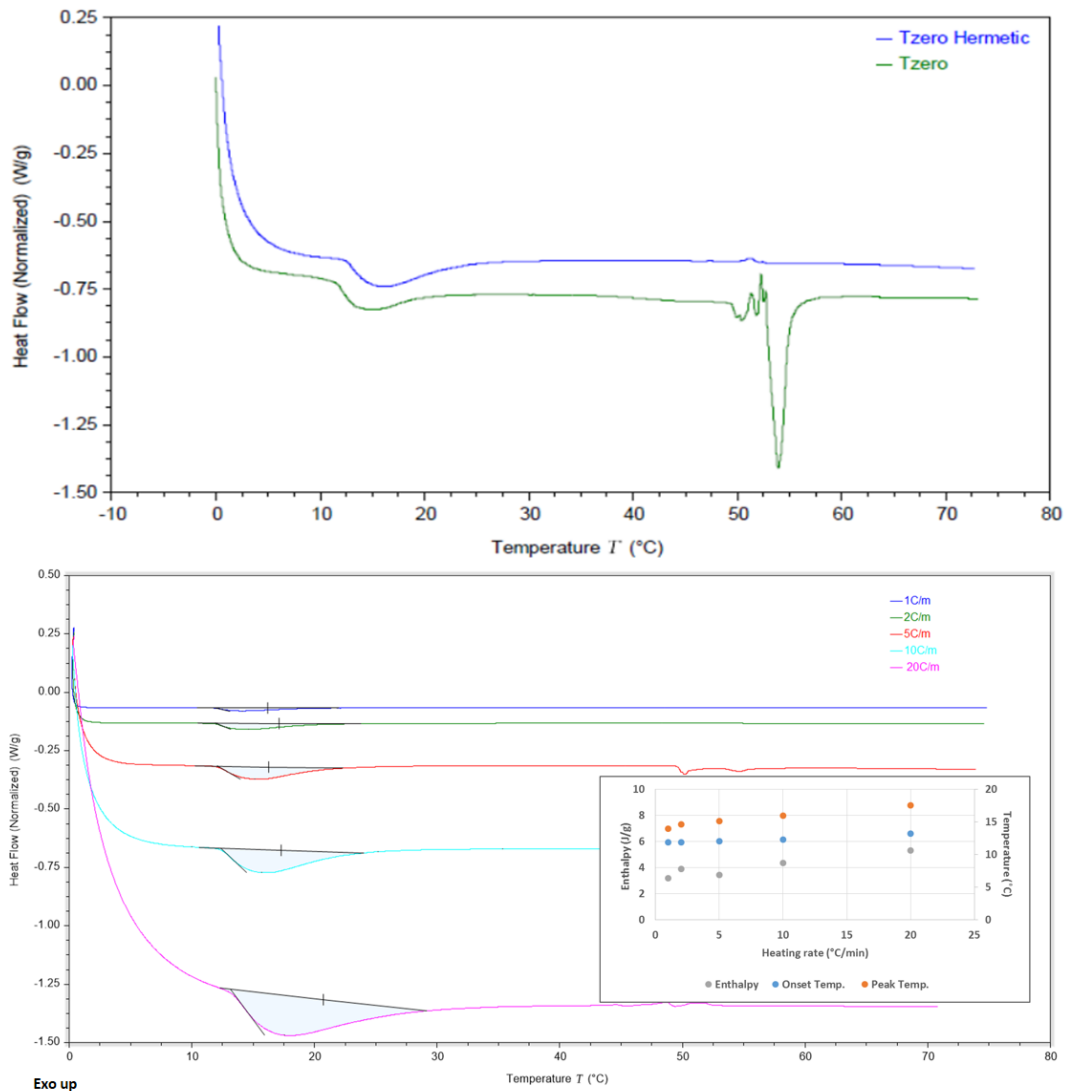 0.25
0.00
-0.25
-0.50
-0.75
-1.00
-1.25
-1.50
Heat Flow (Normalized) (W/g)
Tzero Hermetic
Tzero
-10 0 10 20 30 40 50 60 70 80
Temperature T (°C)
0.50
0.25
0.00
-0.25
-0.50
-0.75
-1.00
-1.25
-1.50
Heat Flow (Normalized) (W/g)
1C/m
2C/m
5C/m
10C/m
20C/m
10
8
6
4
2
0
Enthalpy (J/g)
20
15
10
5
0
Temperature (°C)
0 5 10 15 20 25
Heating rate (°C/min)
Enthalpy Onset Temp. Peak Temp.
0 10 20 30 40 50 60 70 80
Temperature T (°C)
Exo up